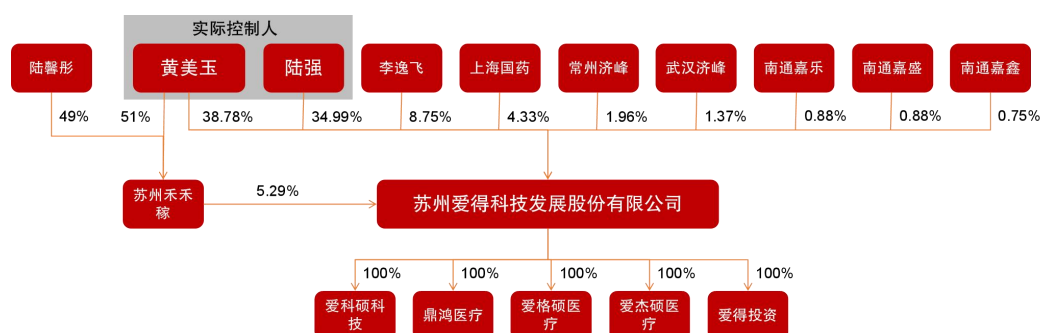 实际控制人
陆馨彤
黄美玉
陆强
李逸飞
上海国药
常州济峰
武汉济峰
南通嘉乐
南通嘉盛
南通嘉鑫
49%
51%
38.78%
34.99%
8.75%
4.33%
1.96%
1.37%
0.88%
0.88%
0.75%
苏州禾禾
稼
5.29%
苏州爱得科技发展股份有限公司
100%
100%
100%
100%
100%
爱科硕科
技
鼎鸿医疗
爱格硕医
疗
爱杰硕医
疗
爱得投资